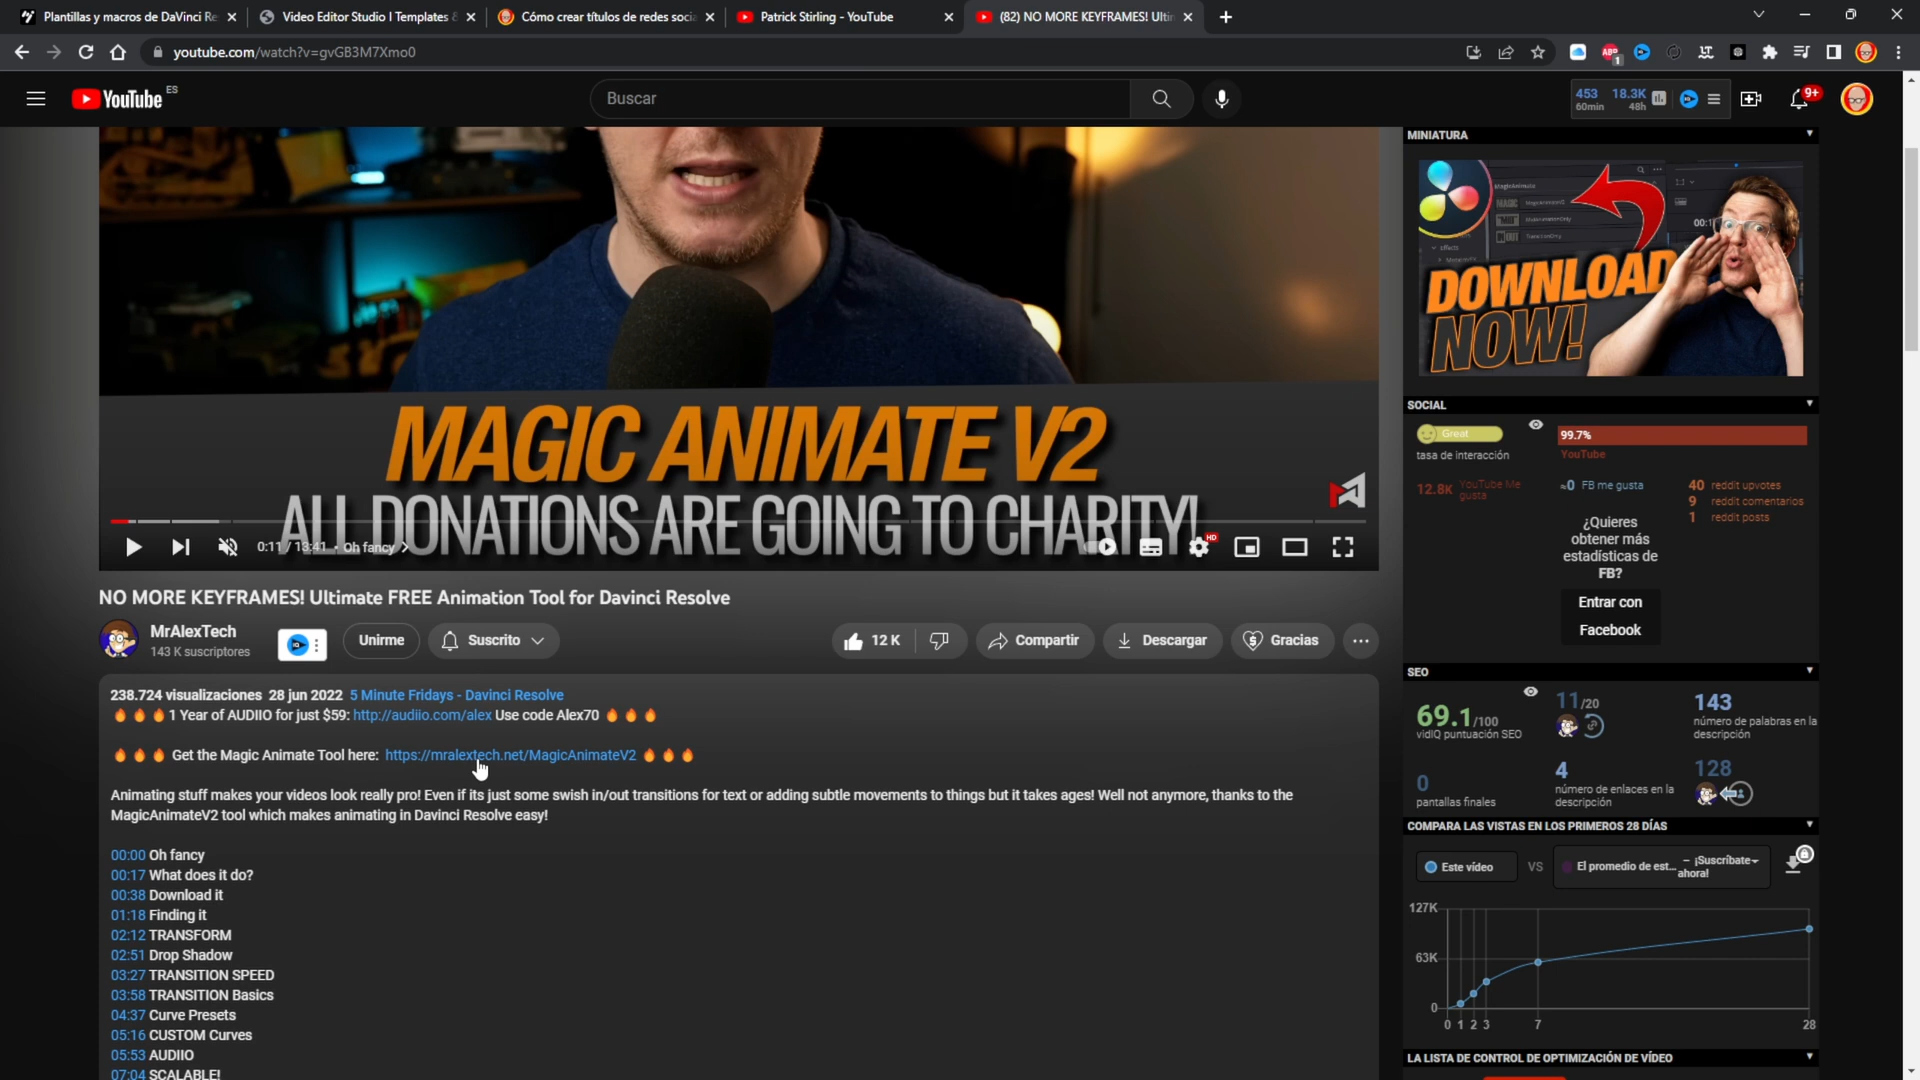 Plantillas y macros de DaVinci Re
Video Editor Studio I Templates &
Cómo crear títulos de redes socia
Patrick Stirling - YouTube
(82) NO MORE KEYFRAMES! Ultim
youtube.com/watch?v=gvGB3M7Xmo0
ABP
1
YouTube
ES
Buscar
453
60min
18.3K
48h
9+
MAGIC ANIMATE V2
ALL DONATIONS ARE GOING TO CHARITY!
0:11 / 13:41 • Oh fancy
HD
NO MORE KEYFRAMES! Ultimate FREE Animation Tool for Davinci Resolve
MrAlexTech
143 K suscriptores
Unirme
Suscrito
12 K
Compartir
Descargar
Gracias
238.724 visualizaciones 28 jun 2022 5 Minute Fridays - Davinci Resolve
🔥 🔥 🔥 1 Year of AUDIIO for just $59: http://audiio.com/alex Use code Alex70 🔥 🔥 🔥
🔥 🔥 🔥 Get the Magic Animate Tool here: https://mralextech.net/MagicAnimateV2 🔥 🔥 🔥
Animating stuff makes your videos look really pro! Even if its just some swish in/out transitions for text or adding subtle movements to things but it takes ages! Well not anymore, thanks to the
MagicAnimateV2 tool which makes animating in Davinci Resolve easy!
00:00 Oh fancy
00:17 What does it do?
00:38 Download it
01:18 Finding it
02:12 TRANSFORM
02:51 Drop Shadow
03:27 TRANSITION SPEED
03:58 TRANSITION Basics
04:37 Curve Presets
05:16 CUSTOM Curves
05:53 AUDIIO
07:04 SCALABLE!
MINIATURA
MagicAnimate
MAGIC
OUT
Effects
DOWNLOAD
NOW!
SOCIAL
Great
tasa de interacción
99.7%
YouTube
12.8K YouTube Me
gusta
≈0 FB me gusta
40 reddit upvotes
9 reddit comentarios
1 reddit posts
¿Quieres
obtener más
estadísticas de
FB?
Entrar con
Facebook
SEO
69.1/100
vidIQ puntuación SEO
11/20
143
número de palabras en la
descripción
0
pantallas finales
4
número de enlaces en la
descripción
128
COMPARA LAS VISTAS EN LOS PRIMEROS 28 DÍAS
Este vídeo
VS
El promedio de est... – ¡Suscríbate
ahora!
127K
63K
0
0 1 2 3 7 28
LA LISTA DE CONTROL DE OPTIMIZACIÓN DE VÍDEO